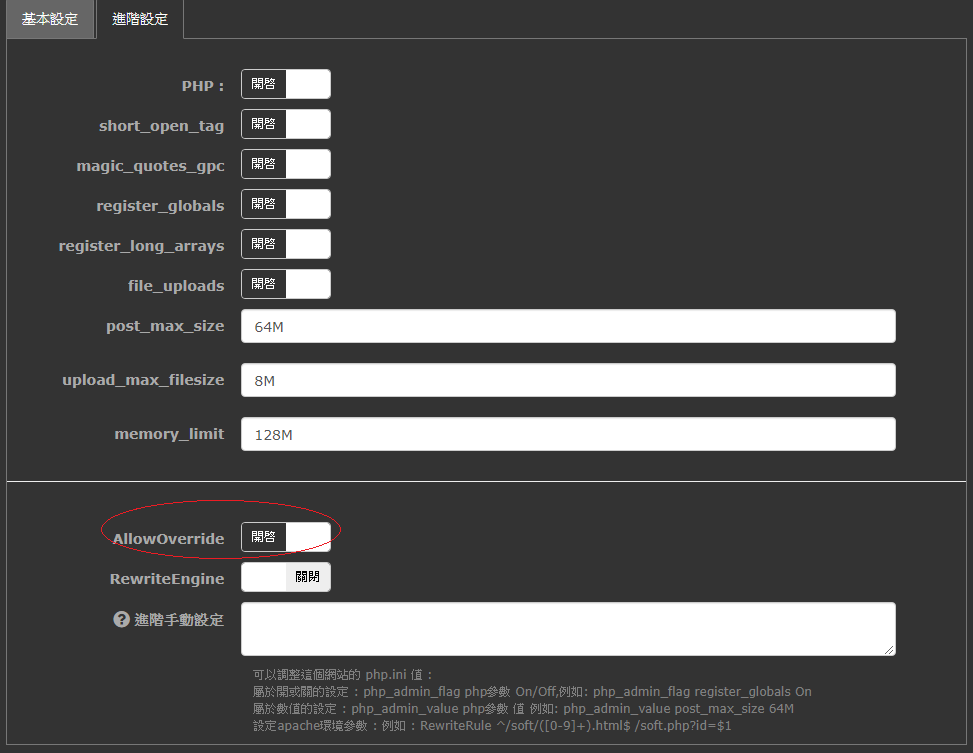 基本設定 進階設定
PHP : 開啓
short_open_tag 開啓
magic_quotes_gpc 開啓
register_globals 開啓
register_long_arrays 開啓
file_uploads 開啓
post_max_size 64M
upload_max_filesize 8M
memory_limit 128M
AllowOverride 開啓
RewriteEngine 關閉
? 進階手動設定
可以調整這個網站的 php.ini 值 :
屬於開或關的設定 : php_admin_flag php參數 On/Off,例如: php_admin_flag register_globals On
屬於數值的設定 : php_admin_value php參數 值 例如: php_admin_value post_max_size 64M
設定apache環境參數 : 例如 : RewriteRule ^/soft/([0-9]+).html$ /soft.php?id=$1